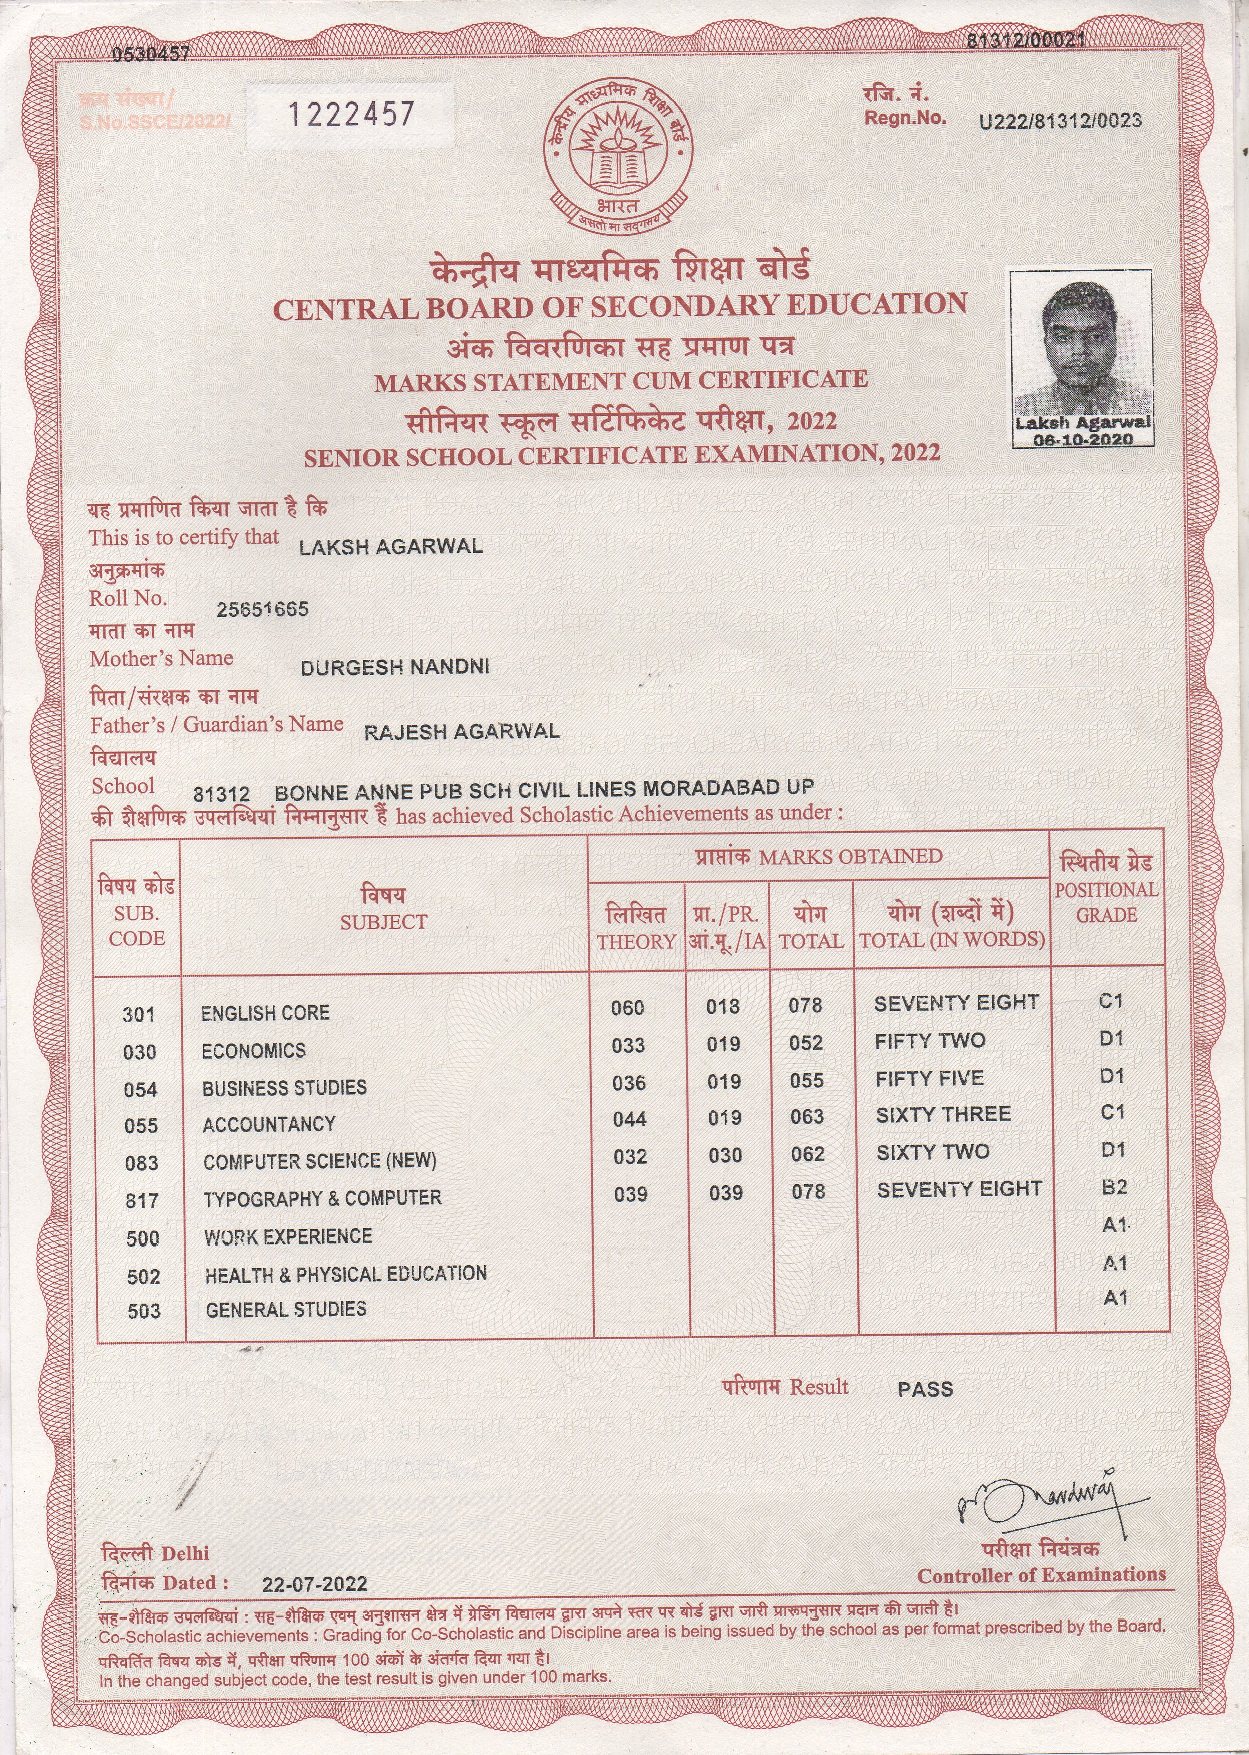 0530457
81312/00021
क्रम संख्या/
S.No.SSCE/2022/
1222457
रजि. नं.
Regn.No. U222/81312/0023
केन्द्रीय माध्यमिक शिक्षा बोर्ड
भारत
असतो मा सद्गमय
केन्द्रीय माध्यमिक शिक्षा बोर्ड
CENTRAL BOARD OF SECONDARY EDUCATION
अंक विवरणिका सह प्रमाण पत्र
MARKS STATEMENT CUM CERTIFICATE
सीनियर स्कूल सर्टिफिकेट परीक्षा, 2022
SENIOR SCHOOL CERTIFICATE EXAMINATION, 2022
Laksh Agarwal
06-10-2020
यह प्रमाणित किया जाता है कि
This is to certify that LAKSH AGARWAL
अनुक्रमांक
Roll No. 25651665
माता का नाम
Mother's Name DURGESH NANDNI
पिता/संरक्षक का नाम
Father's / Guardian's Name RAJESH AGARWAL
विद्यालय
School 81312 BONNE ANNE PUB SCH CIVIL LINES MORADABAD UP
की शैक्षणिक उपलब्धियां निम्नानुसार हैं has achieved Scholastic Achievements as under :
विषय कोड
SUB.
CODE
विषय
SUBJECT
प्राप्तांक MARKS OBTAINED
लिखित
THEORY
प्रा./PR.
आं.मू./IA
योग
TOTAL
योग (शब्दों में)
TOTAL (IN WORDS)
स्थितीय ग्रेड
POSITIONAL
GRADE
301 ENGLISH CORE 060 018 078 SEVENTY EIGHT C1
030 ECONOMICS 033 019 052 FIFTY TWO D1
054 BUSINESS STUDIES 036 019 055 FIFTY FIVE D1
055 ACCOUNTANCY 044 019 063 SIXTY THREE C1
083 COMPUTER SCIENCE (NEW) 032 030 062 SIXTY TWO D1
817 TYPOGRAPHY & COMPUTER 039 039 078 SEVENTY EIGHT B2
500 WORK EXPERIENCE A1
502 HEALTH & PHYSICAL EDUCATION A1
503 GENERAL STUDIES A1
परिणाम Result PASS
दिल्ली Delhi
दिनांक Dated : 22-07-2022
परीक्षा नियंत्रक
Controller of Examinations
सह-शैक्षिक उपलब्धियां : सह-शैक्षिक एवम् अनुशासन क्षेत्र में ग्रेडिंग विद्यालय द्वारा अपने स्तर पर बोर्ड द्वारा जारी प्रारूपनुसार प्रदान की जाती है।
Co-Scholastic achievements : Grading for Co-Scholastic and Discipline area is being issued by the school as per format prescribed by the Board.
परिवर्तित विषय कोड में, परीक्षा परिणाम 100 अंकों के अंतर्गत दिया गया है।
In the changed subject code, the test result is given under 100 marks.